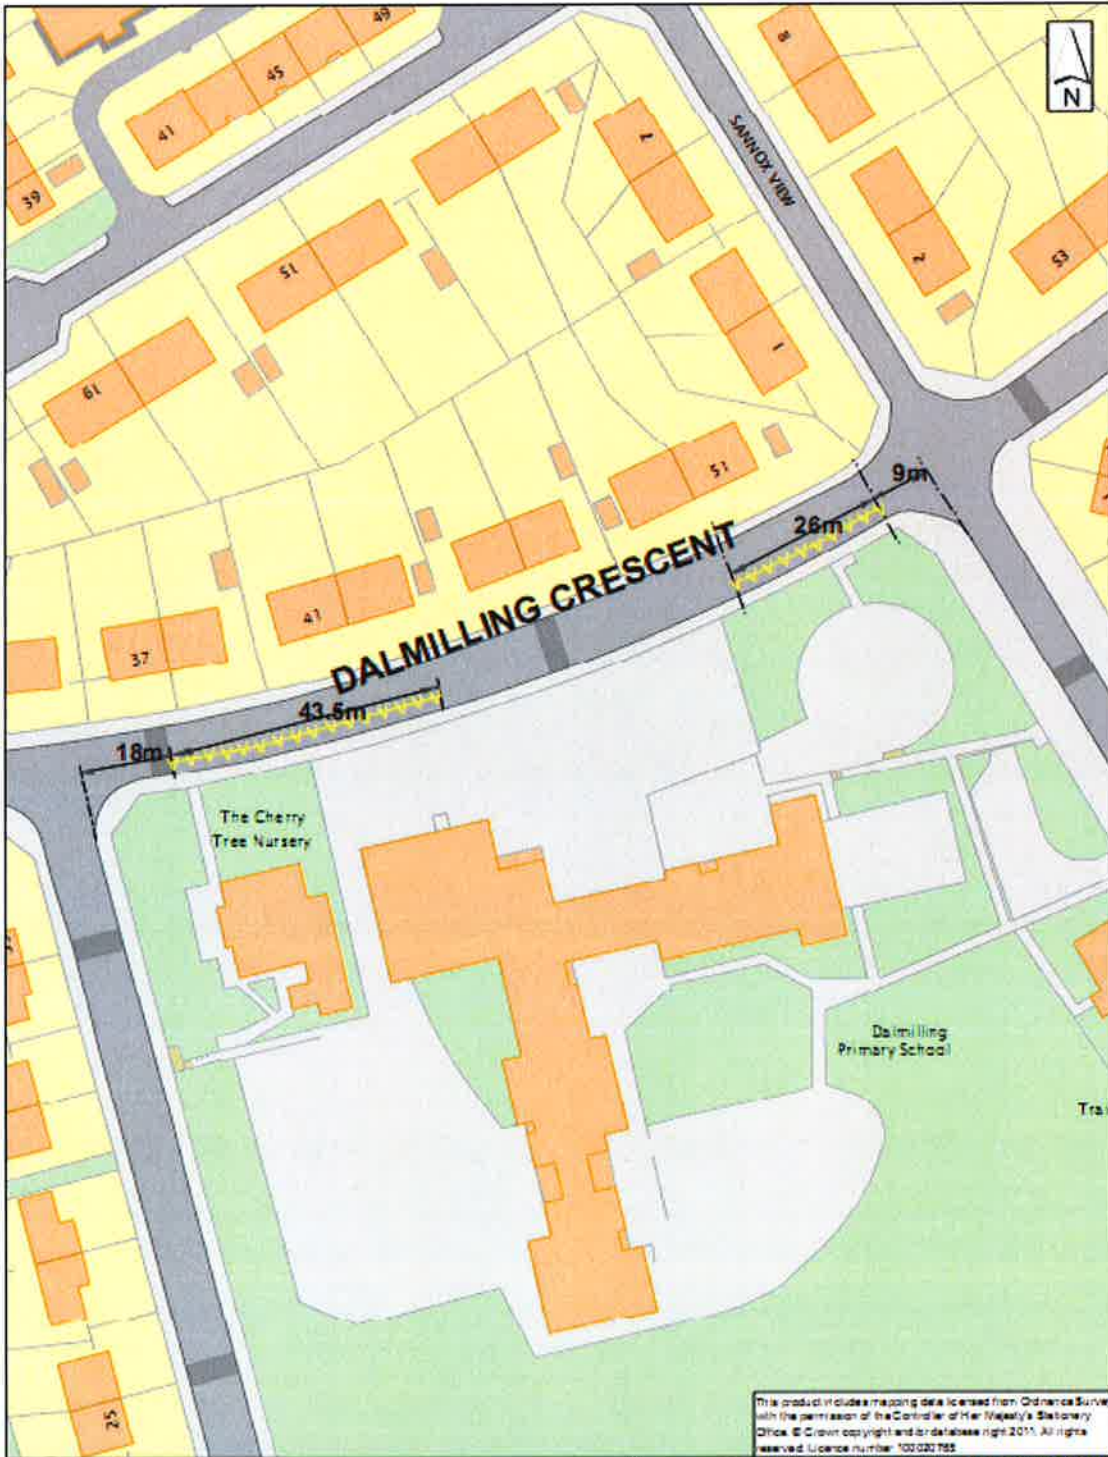 49
45
41
39
N
8
2
SANNOX VIEW
51
2
53
61
1
51
9m
26m
DALMILLING CRESCENT
41
37
43.5m
18m
The Cherry
Tree Nursery
Dalmilling
Primary School
25
This product includes mapping data licensed from Ordnance Surve
with the permission of the Controller of Her Majesty's Stationery
Office. © Crown copyright and/or database right 2011. All rights
reserved. Licence number 100020765